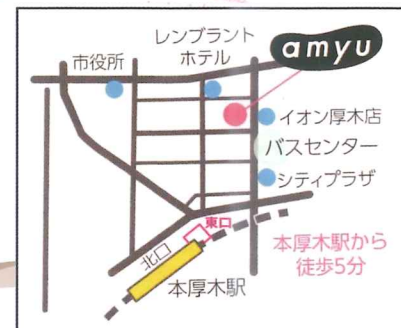 レンブラント
ホテル
amyu
市役所
イオン厚木店
バスセンター
シティプラザ
東口
北口
本厚木駅
本厚木駅から
徒歩5分